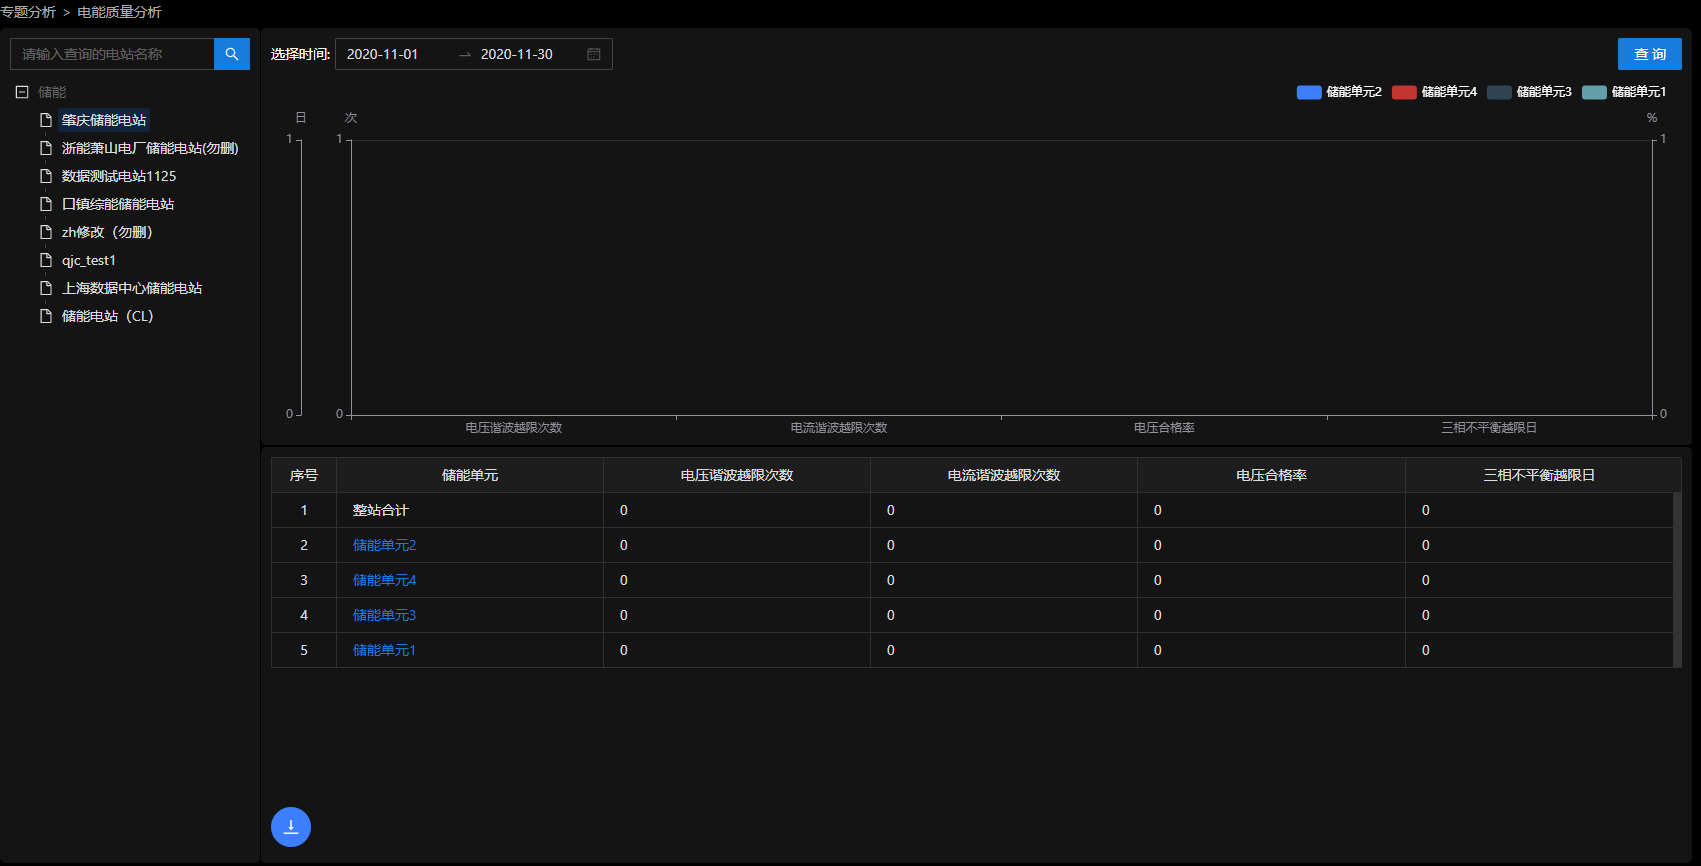 专题分析 > 电能质量分析
请输入查询的电站名称
储能
肇庆储能电站
浙能萧山电厂储能电站(勿删)
数据测试电站1125
口镇综能储能电站
zh修改（勿删）
qjc_test1
上海数据中心储能电站
储能电站（CL）
选择时间: 2020-11-01 → 2020-11-30
查 询
储能单元2 储能单元4 储能单元3 储能单元1
日 次 %
1 1 1
0 0 0
电压谐波越限次数 电流谐波越限次数 电压合格率 三相不平衡越限日
序号 储能单元 电压谐波越限次数 电流谐波越限次数 电压合格率 三相不平衡越限日
1 整站合计 0 0 0 0
2 储能单元2 0 0 0 0
3 储能单元4 0 0 0 0
4 储能单元3 0 0 0 0
5 储能单元1 0 0 0 0